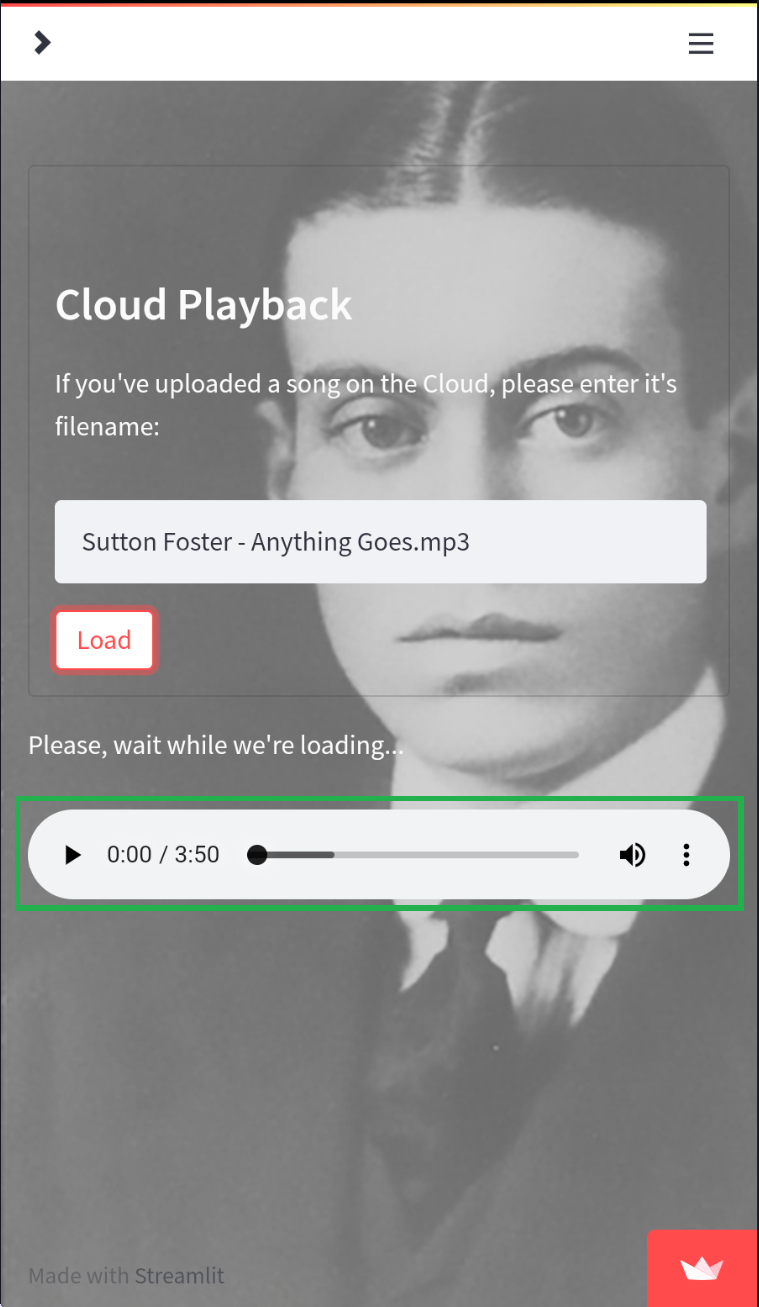 Cloud Playback
If you've uploaded a song on the Cloud, please enter it's
filename:
Sutton Foster - Anything Goes.mp3
Load
Please, wait while we're loading...
0:00 / 3:50
Made with Streamlit